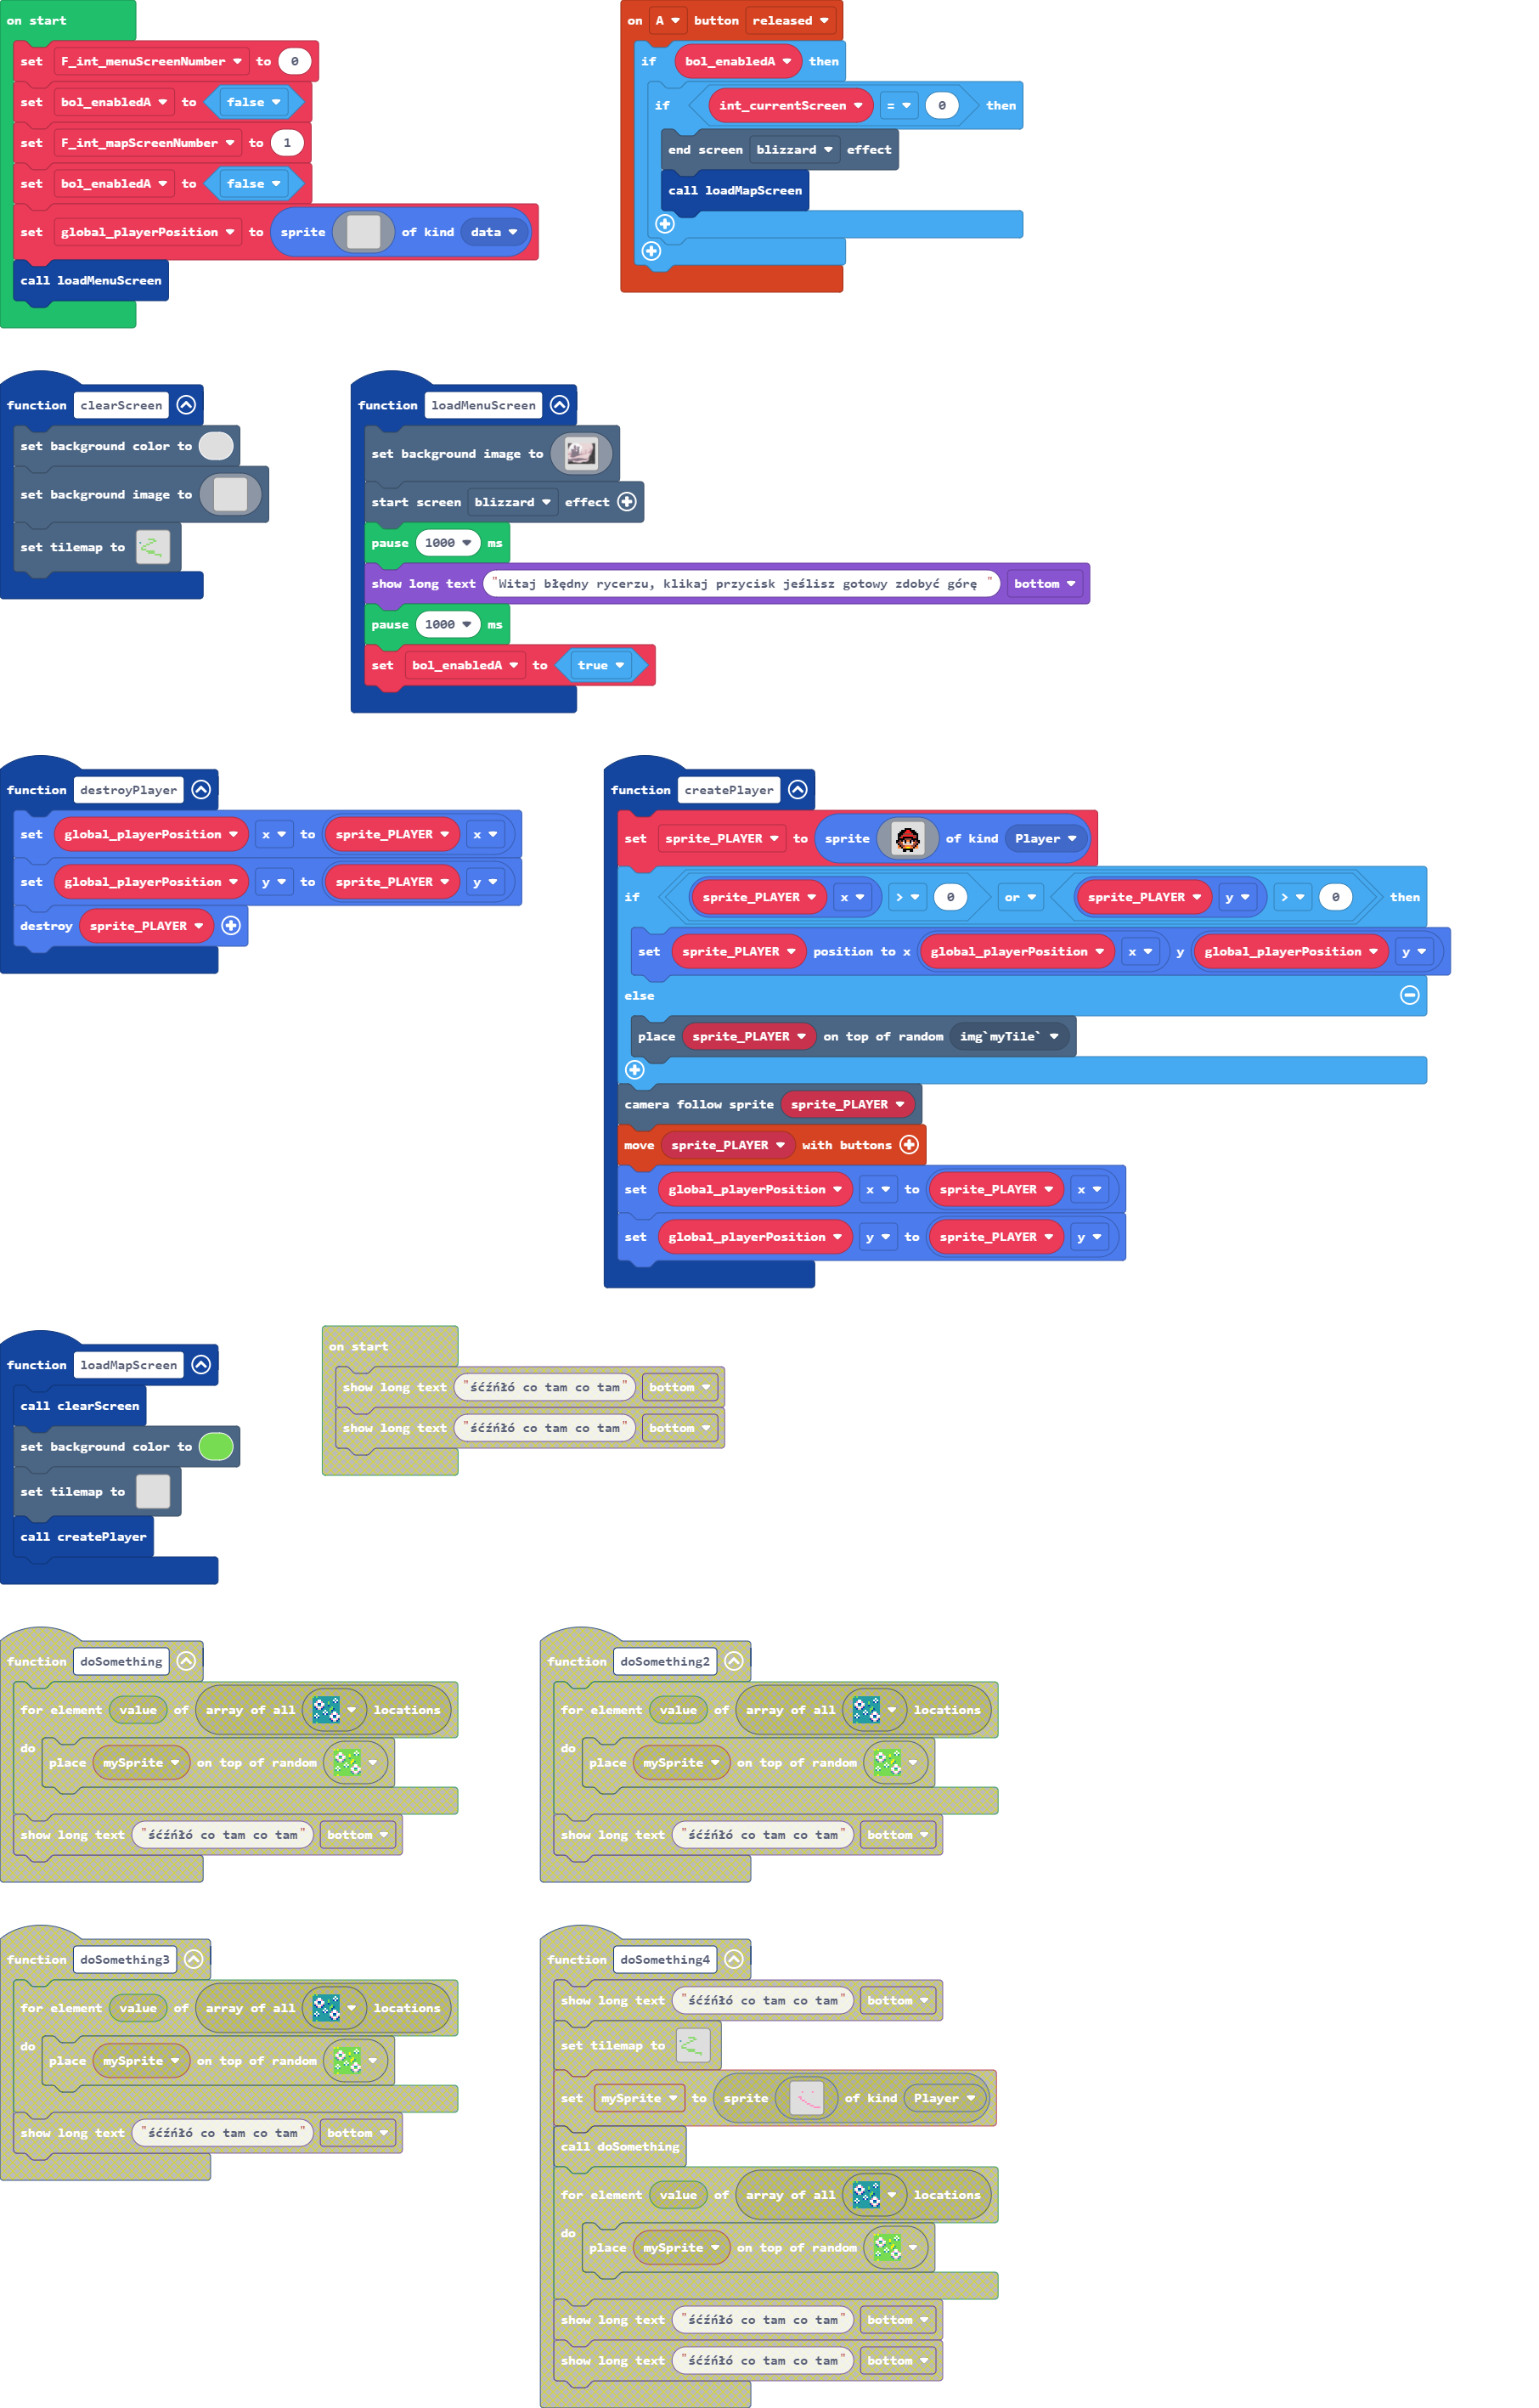 on start
set F_int_menuScreenNumber to 0
set bol_enabledA to false
set F_int_mapScreenNumber to 1
set bol_enabledA to false
set global_playerPosition to sprite of kind data
call loadMenuScreen
on A button released
if bol_enabledA then
if int_currentScreen = 0 then
end screen blizzard effect
call loadMapScreen
function clearScreen
set background color to
set background image to
set tilemap to
function loadMenuScreen
set background image to
start screen blizzard effect
pause 1000 ms
show long text "Witaj błędny rycerzu, klikaj przycisk jeślisz gotowy zdobyć górę " bottom
pause 1000 ms
set bol_enabledA to true
function destroyPlayer
set global_playerPosition x to sprite_PLAYER x
set global_playerPosition y to sprite_PLAYER y
destroy sprite_PLAYER
function createPlayer
set sprite_PLAYER to sprite of kind Player
if sprite_PLAYER x > 0 or sprite_PLAYER y > 0 then
set sprite_PLAYER position to x global_playerPosition x y global_playerPosition y
else
place sprite_PLAYER on top of random img`myTile`
camera follow sprite sprite_PLAYER
move sprite_PLAYER with buttons
set global_playerPosition x to sprite_PLAYER x
set global_playerPosition y to sprite_PLAYER y
function loadMapScreen
call clearScreen
set background color to
set tilemap to
call createPlayer
on start
show long text "śćźńłó co tam co tam" bottom
show long text "śćźńłó co tam co tam" bottom
function doSomething
for element value of array of all locations
do place mySprite on top of random
show long text "śćźńłó co tam co tam" bottom
function doSomething2
for element value of array of all locations
do place mySprite on top of random
show long text "śćźńłó co tam co tam" bottom
function doSomething3
for element value of array of all locations
do place mySprite on top of random
show long text "śćźńłó co tam co tam" bottom
function doSomething4
show long text "śćźńłó co tam co tam" bottom
set tilemap to
set mySprite to sprite of kind Player
call doSomething
for element value of array of all locations
do place mySprite on top of random
show long text "śćźńłó co tam co tam" bottom
show long text "śćźńłó co tam co tam" bottom